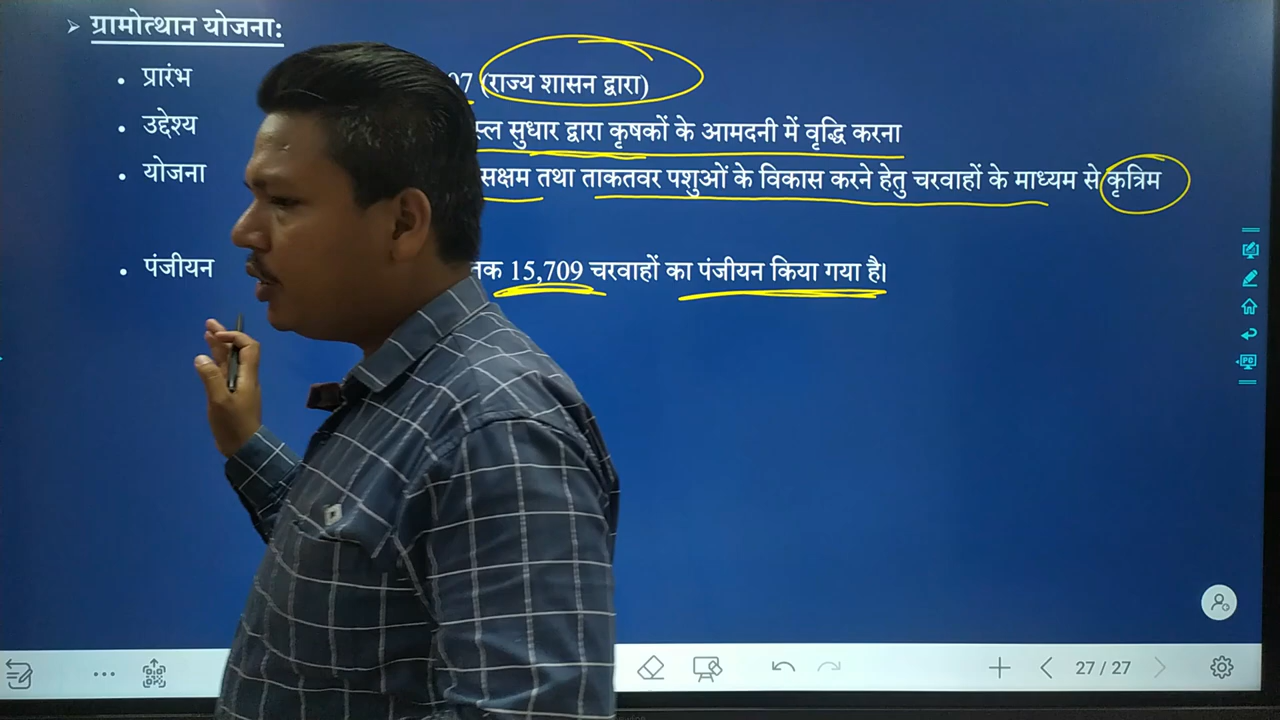 ग्रामोत्थान योजना:
प्रारंभ 07 (राज्य शासन द्वारा)
उद्देश्य सुधार द्वारा कृषकों के आमदनी में वृद्धि करना
योजना सक्षम तथा ताकतवर पशुओं के विकास करने हेतु चरवाहों के माध्यम से कृत्रिम
पंजीयन तक 15,709 चरवाहों का पंजीयन किया गया है।
27 / 27